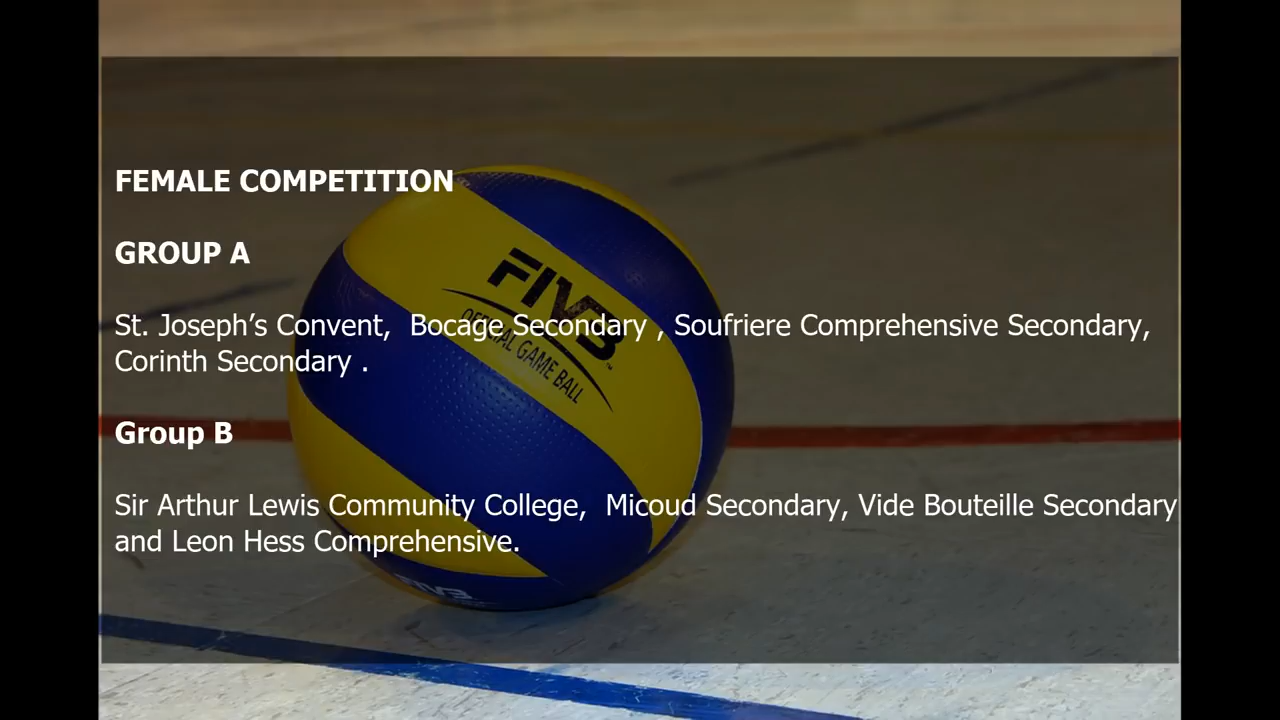 FEMALE COMPETITION
GROUP A
St. Joseph’s Convent,  Bocage Secondary , Soufriere Comprehensive Secondary,
Corinth Secondary .
Group B
Sir Arthur Lewis Community College,  Micoud Secondary, Vide Bouteille Secondary
and Leon Hess Comprehensive.
FIVB
OFFICIAL GAME BALL
FIVB